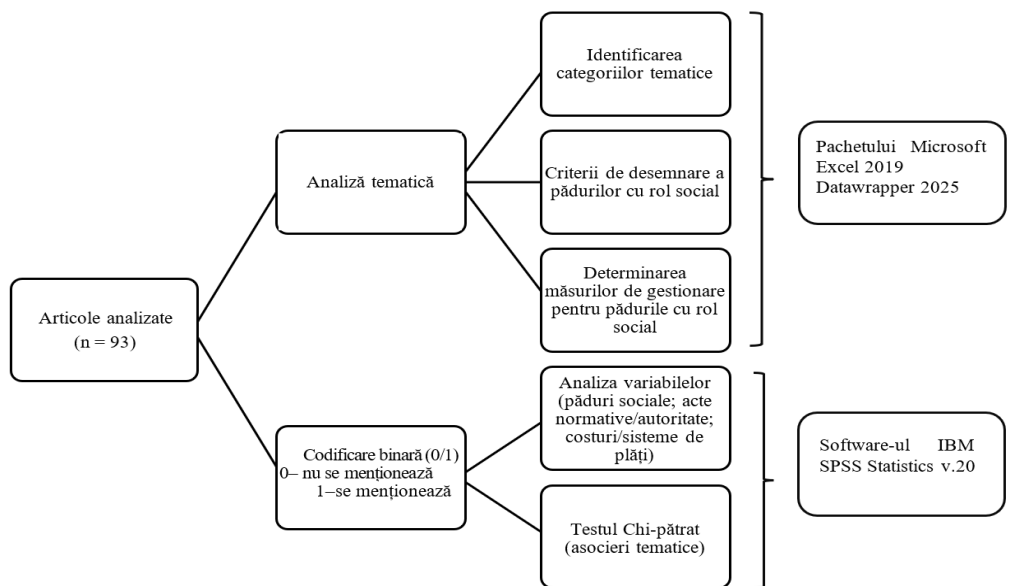 Articole analizate
(n = 93)
Analiză tematică
Identificarea
categoriilor tematice
Criterii de desemnare a
pădurilor cu rol social
Determinarea
măsurilor de gestionare
pentru pădurile cu rol
social
Pachetului Microsoft
Excel 2019
Datawrapper 2025
Codificare binară (0/1)
0– nu se menționează
1–se menționează
Analiza variabilelor
(păduri sociale; acte
normative/autoritate;
costuri/sisteme de
plăți)
Testul Chi-pătrat
(asocieri tematice)
Software-ul IBM
SPSS Statistics v.20